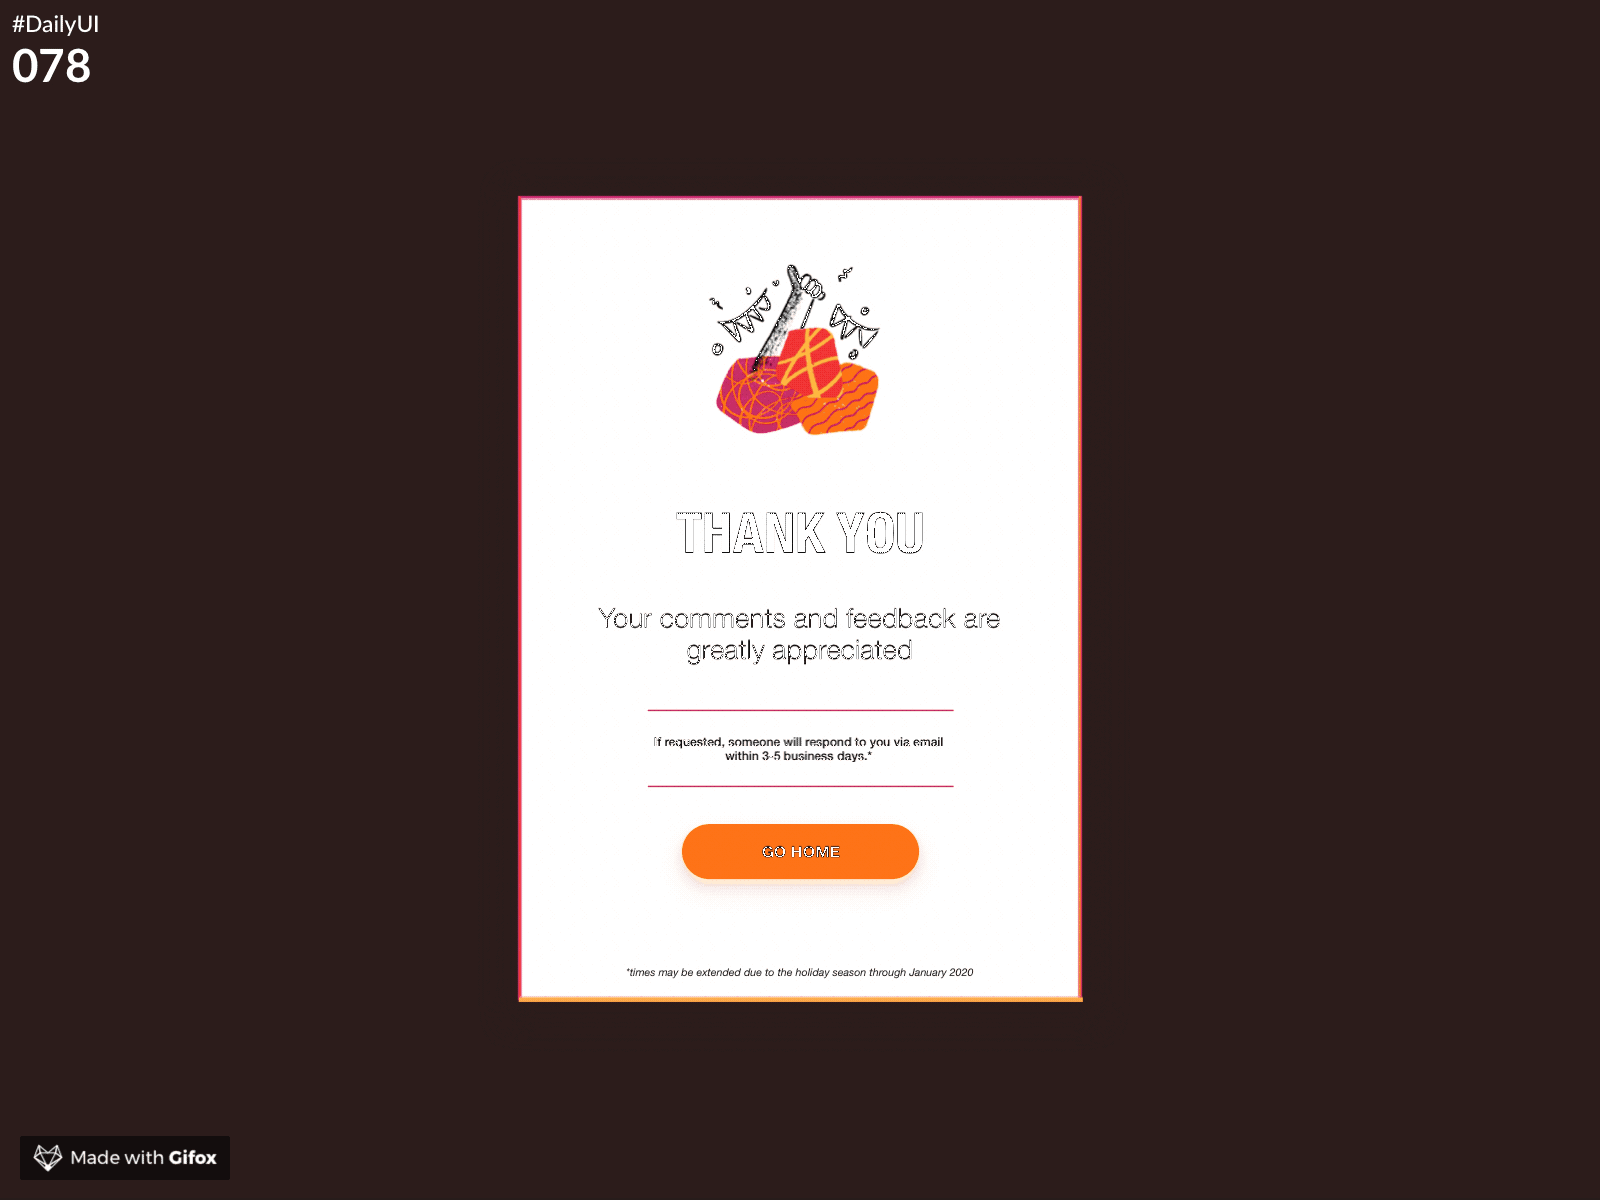 #DailyUI
078
THANK YOU
Your comments and feedback are
greatly appreciated
If requested, someone will respond to you via email
within 3-5 business days.*
GO HOME
*times may be extended due to the holiday season through January 2020
Made with Gifox